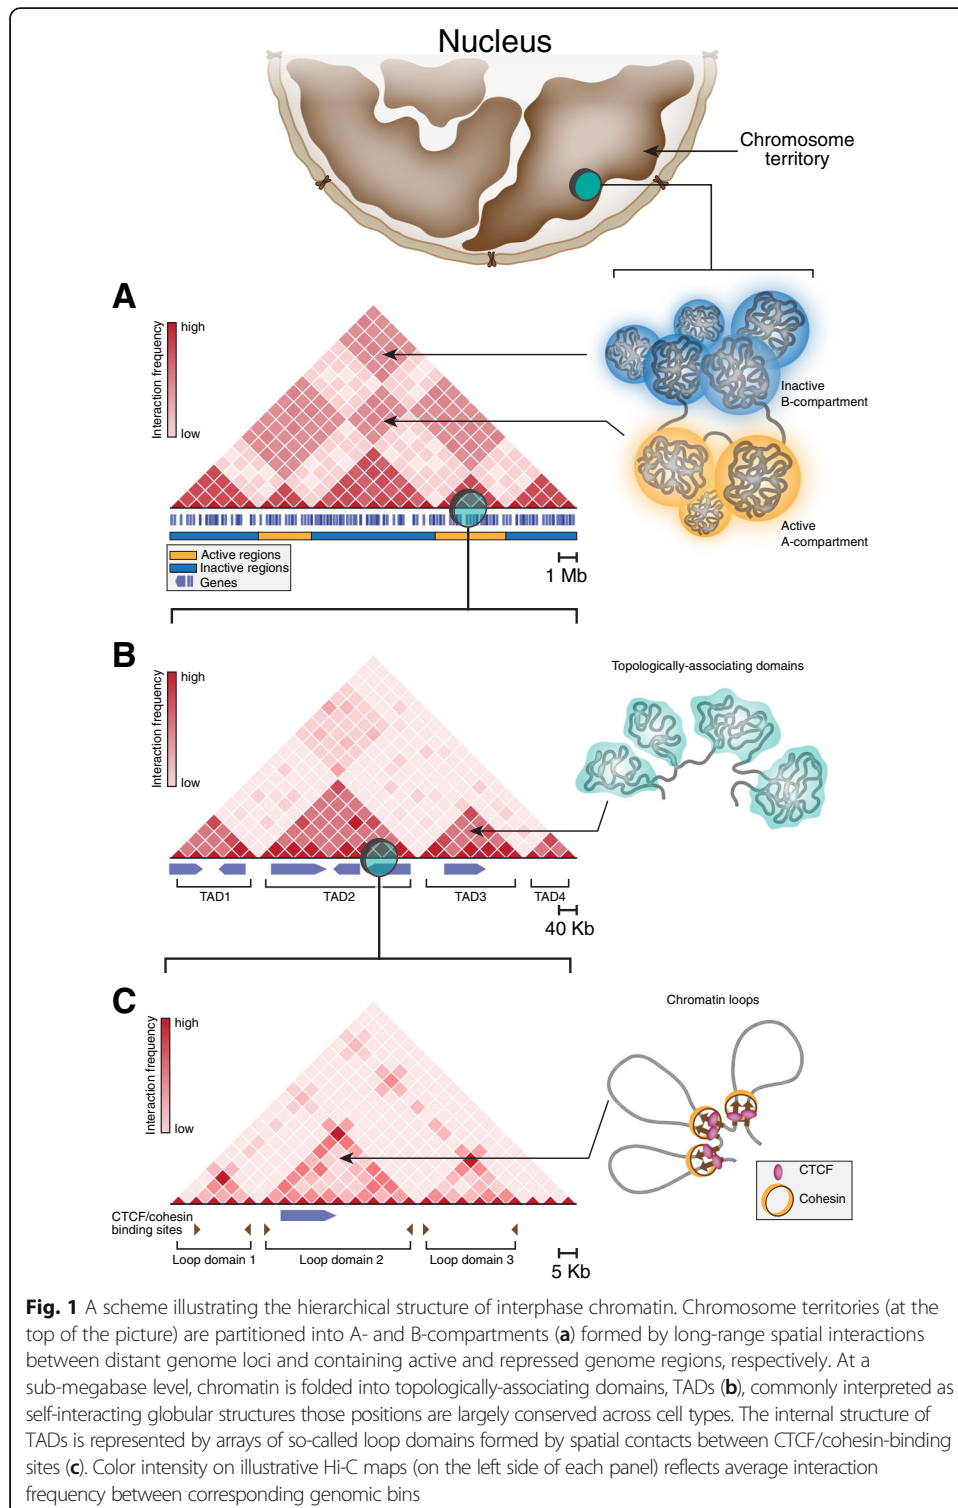 Nucleus
Chromosome
territory
A
Interaction frequency
high
low
Inactive
B-compartment
Active
A-compartment
Active regions
Inactive regions
Genes
1 Mb
B
Interaction frequency
high
low
Topologically-associating domains
TAD1
TAD2
TAD3
TAD4
40 Kb
C
Interaction frequency
high
low
Chromatin loops
CTCF
Cohesin
CTCF/cohesin
binding sites
Loop domain 1
Loop domain 2
Loop domain 3
5 Kb
Fig. 1 A scheme illustrating the hierarchical structure of interphase chromatin. Chromosome territories (at the
top of the picture) are partitioned into A- and B-compartments (a) formed by long-range spatial interactions
between distant genome loci and containing active and repressed genome regions, respectively. At a
sub-megabase level, chromatin is folded into topologically-associating domains, TADs (b), commonly interpreted as
self-interacting globular structures those positions are largely conserved across cell types. The internal structure of
TADs is represented by arrays of so-called loop domains formed by spatial contacts between CTCF/cohesin-binding
sites (c). Color intensity on illustrative Hi-C maps (on the left side of each panel) reflects average interaction
frequency between corresponding genomic bins